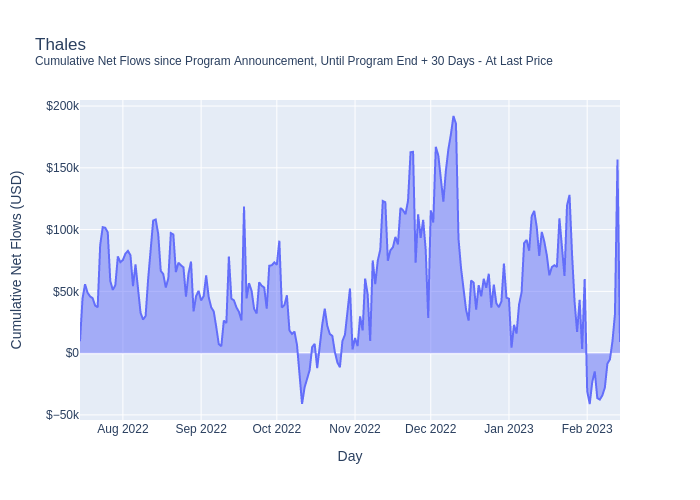 Thales
Cumulative Net Flows since Program Announcement, Until Program End + 30 Days - At Last Price
Cumulative Net Flows (USD)
$200k
$150k
$100k
$50k
$0
$−50k
Aug 2022
Sep 2022
Oct 2022
Nov 2022
Dec 2022
Jan 2023
Feb 2023
Day